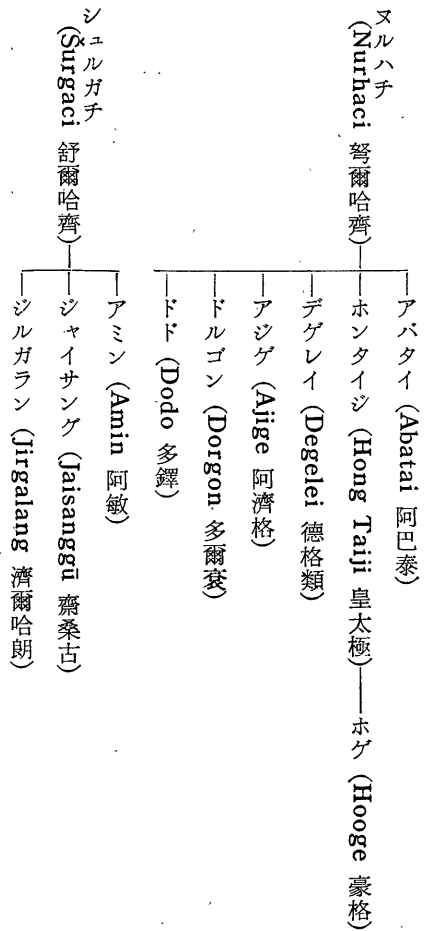 ヌルハチ
(Nurhaci 弩爾哈齊)
アバタイ (Abatai 阿巴泰)
ホンタイジ (Hong Taiji 皇太極)
ホゲ (Hooge 豪格)
デゲレイ (Degelei 德格類)
アジゲ (Ajige 阿濟格)
ドルゴン (Dorgon 多爾袞)
ドド (Dodo 多鐸)
シュルガチ
(Šurgaci 舒爾哈齊)
アミン (Amin 阿敏)
ジャイサング (Jaisanggū 齋桑古)
ジルガラン (Jirgalang 濟爾哈朗)